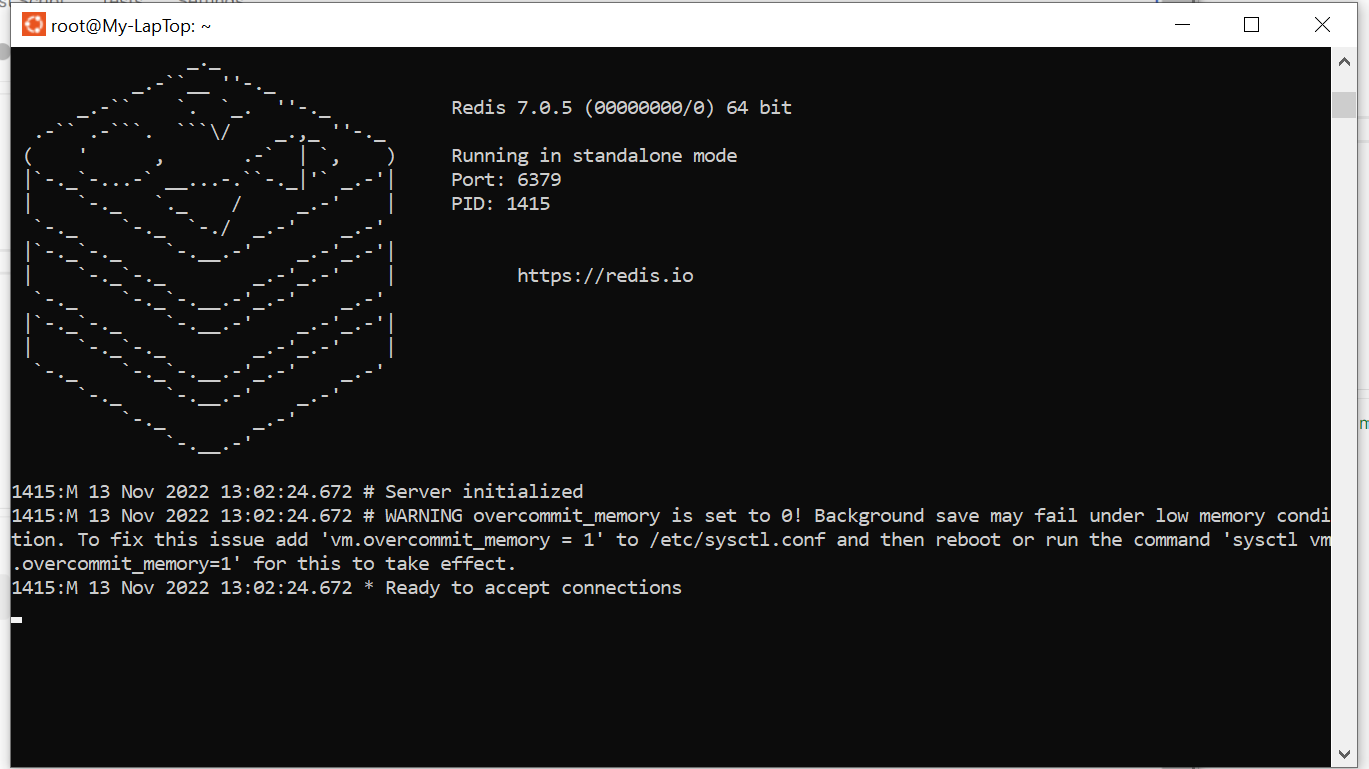 root@My-LapTop: ~
Redis 7.0.5 (00000000/0) 64 bit
Running in standalone mode
Port: 6379
PID: 1415
https://redis.io
1415:M 13 Nov 2022 13:02:24.672 # Server initialized
1415:M 13 Nov 2022 13:02:24.672 # WARNING overcommit_memory is set to 0! Background save may fail under low memory condi
tion. To fix this issue add 'vm.overcommit_memory = 1' to /etc/sysctl.conf and then reboot or run the command 'sysctl vm
.overcommit_memory=1' for this to take effect.
1415:M 13 Nov 2022 13:02:24.672 * Ready to accept connections